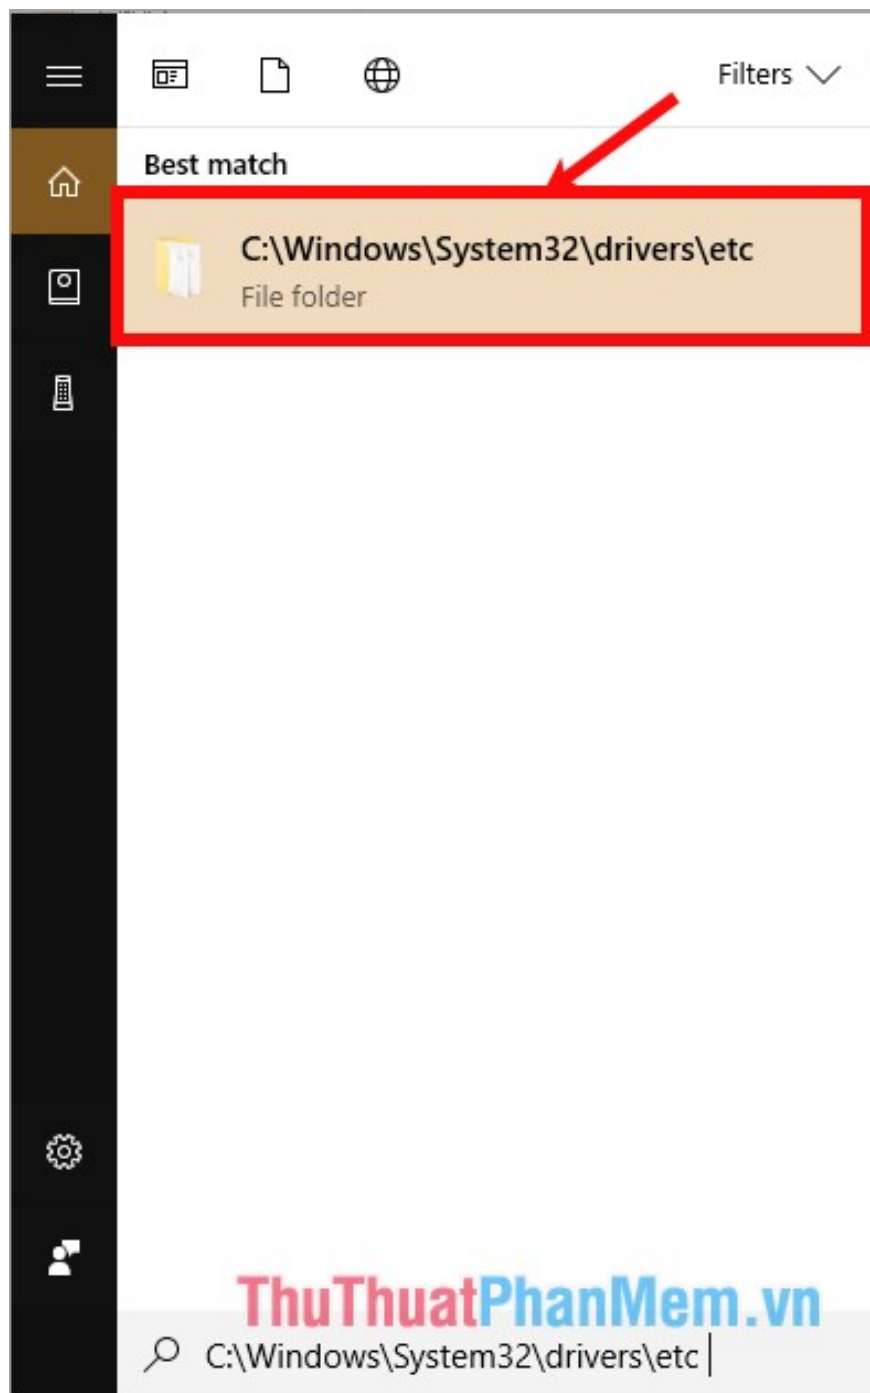 Filters
Best match
C:\Windows\System32\drivers\etc
File folder
ThuThuatPhanMem.vn
C:\Windows\System32\drivers\etc